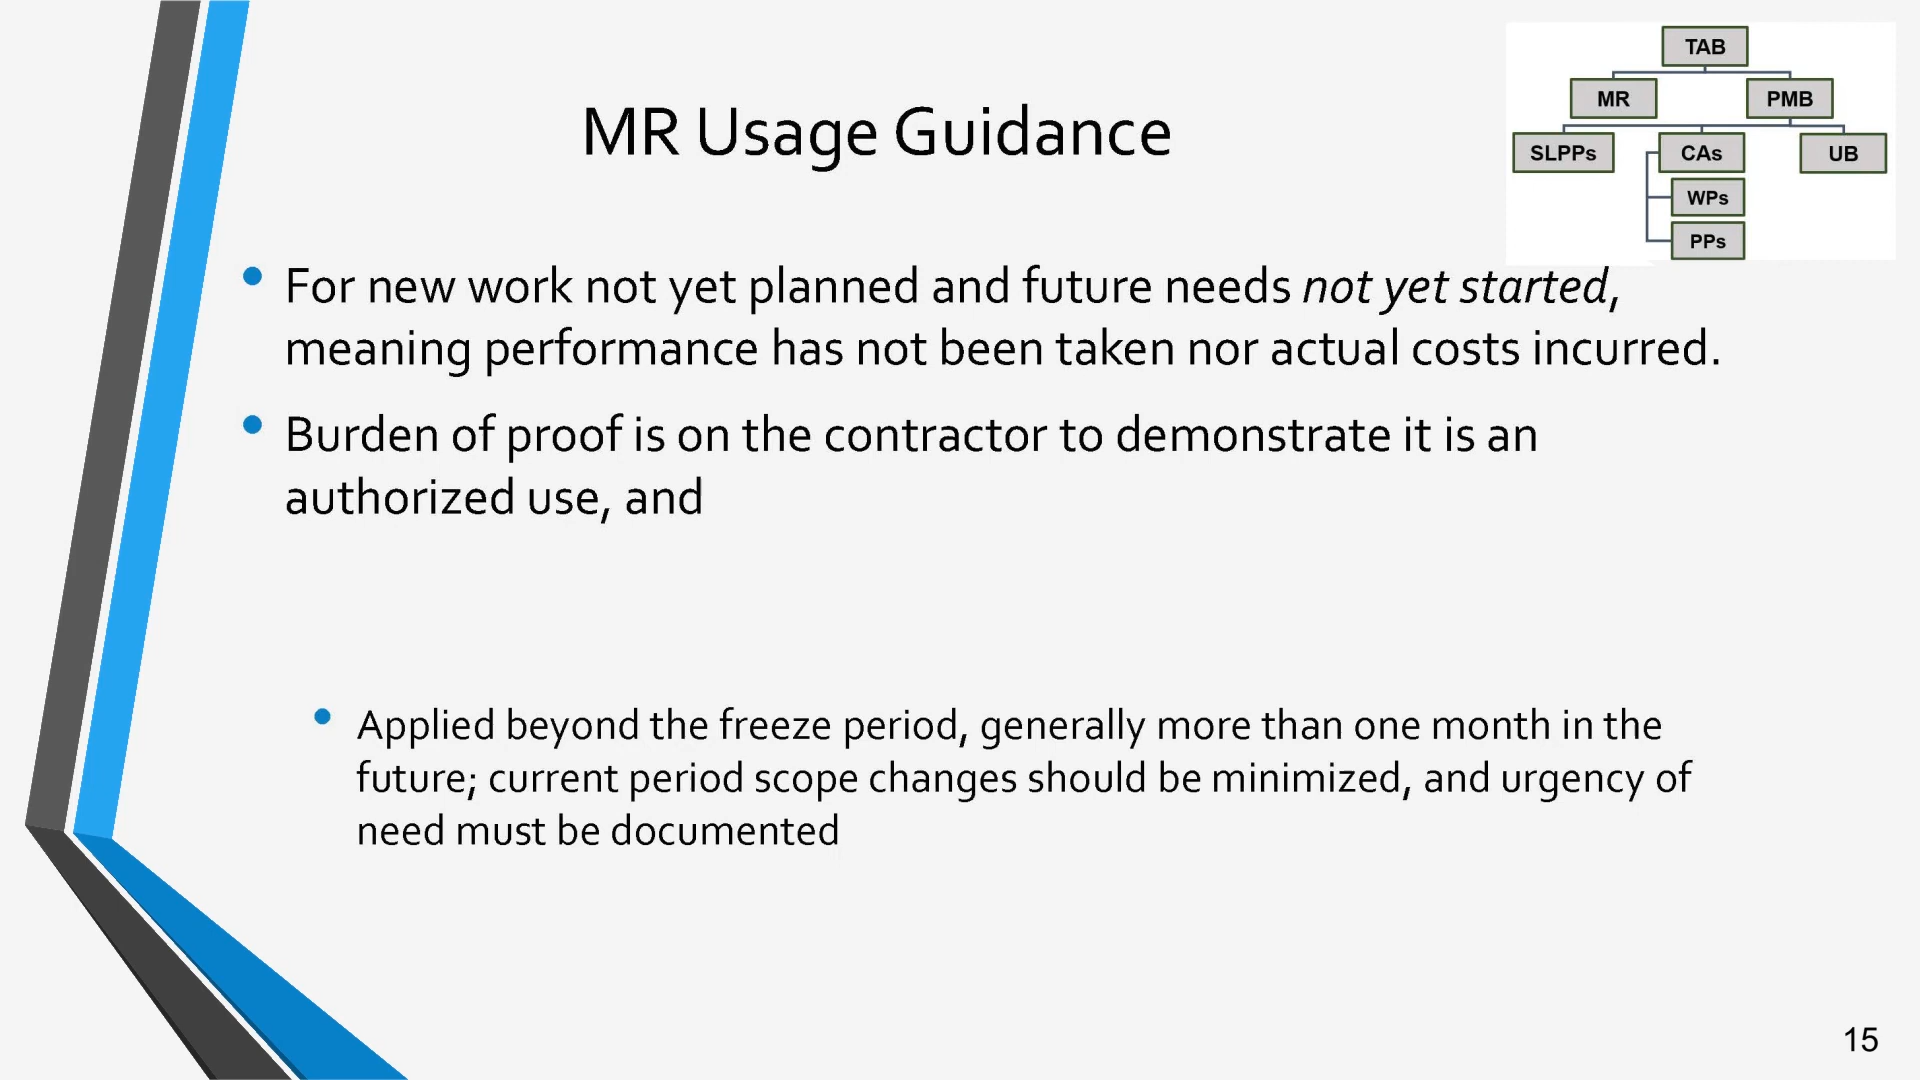 TAB
MR PMB
MR Usage Guidance
SLPPs CAs UB
WPs
PPs
For new work not yet planned and future needs not yet started,
meaning performance has not been taken nor actual costs incurred.
Burden of proof is on the contractor to demonstrate it is an
authorized use, and
Applied beyond the freeze period, generally more than one month in the
future; current period scope changes should be minimized, and urgency of
need must be documented
15